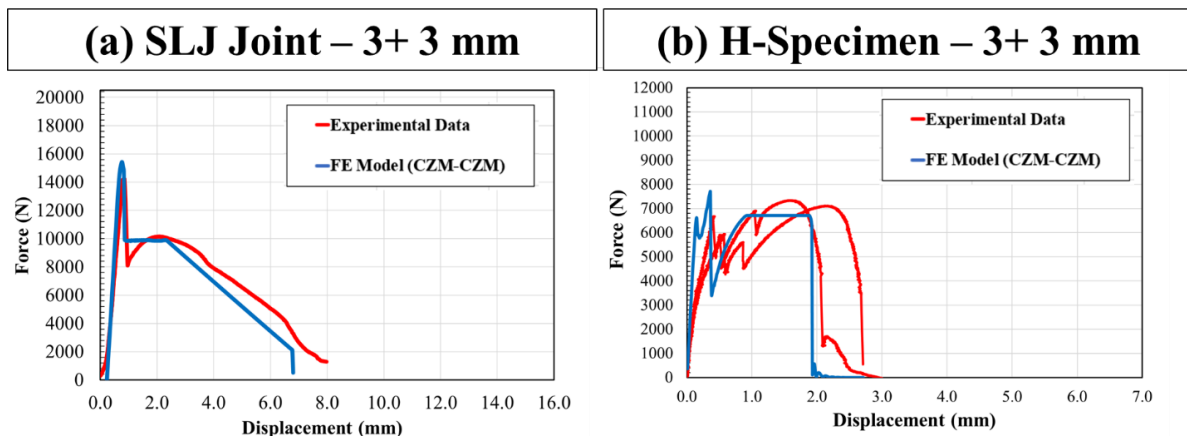 (a) SLJ Joint – 3+ 3 mm
(b) H-Specimen – 3+ 3 mm
20000
18000
16000
14000
12000
10000
8000
6000
4000
2000
0
Force (N)
Experimental Data
FE Model (CZM-CZM)
0.0 2.0 4.0 6.0 8.0 10.0 12.0 14.0 16.0
Displacement (mm)
12000
11000
10000
9000
8000
7000
6000
5000
4000
3000
2000
1000
0
Force (N)
Experimental Data
FE Model (CZM-CZM)
0.0 1.0 2.0 3.0 4.0 5.0 6.0 7.0
Displacement (mm)